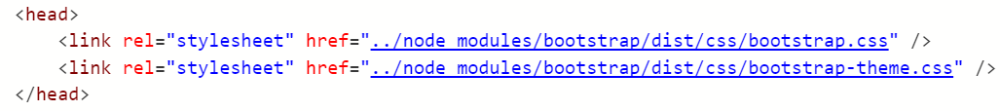 <head>
<link rel="stylesheet" href="../node_modules/bootstrap/dist/css/bootstrap.css" />
<link rel="stylesheet" href="../node_modules/bootstrap/dist/css/bootstrap-theme.css" />
</head>